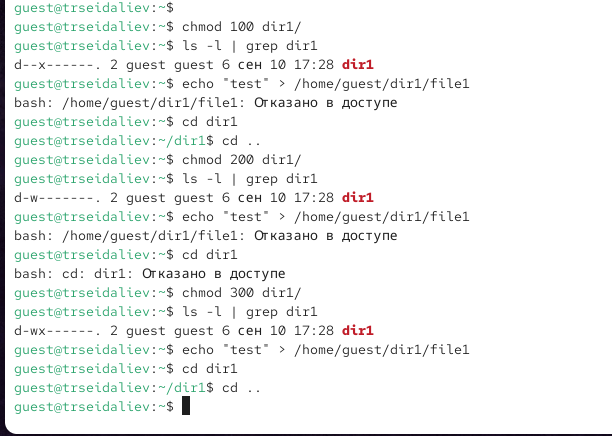 guest@trseidaliev:~$
guest@trseidaliev:~$ chmod 100 dir1/
guest@trseidaliev:~$ ls -l | grep dir1
d--x------. 2 guest guest 6 сен 10 17:28 dir1
guest@trseidaliev:~$ echo "test" > /home/guest/dir1/file1
bash: /home/guest/dir1/file1: Отказано в доступе
guest@trseidaliev:~$ cd dir1
guest@trseidaliev:~/dir1$ cd ..
guest@trseidaliev:~$ chmod 200 dir1/
guest@trseidaliev:~$ ls -l | grep dir1
d-w-------. 2 guest guest 6 сен 10 17:28 dir1
guest@trseidaliev:~$ echo "test" > /home/guest/dir1/file1
bash: /home/guest/dir1/file1: Отказано в доступе
guest@trseidaliev:~$ cd dir1
bash: cd: dir1: Отказано в доступе
guest@trseidaliev:~$ chmod 300 dir1/
guest@trseidaliev:~$ ls -l | grep dir1
d-wx------. 2 guest guest 6 сен 10 17:28 dir1
guest@trseidaliev:~$ echo "test" > /home/guest/dir1/file1
guest@trseidaliev:~$ cd dir1
guest@trseidaliev:~/dir1$ cd ..
guest@trseidaliev:~$